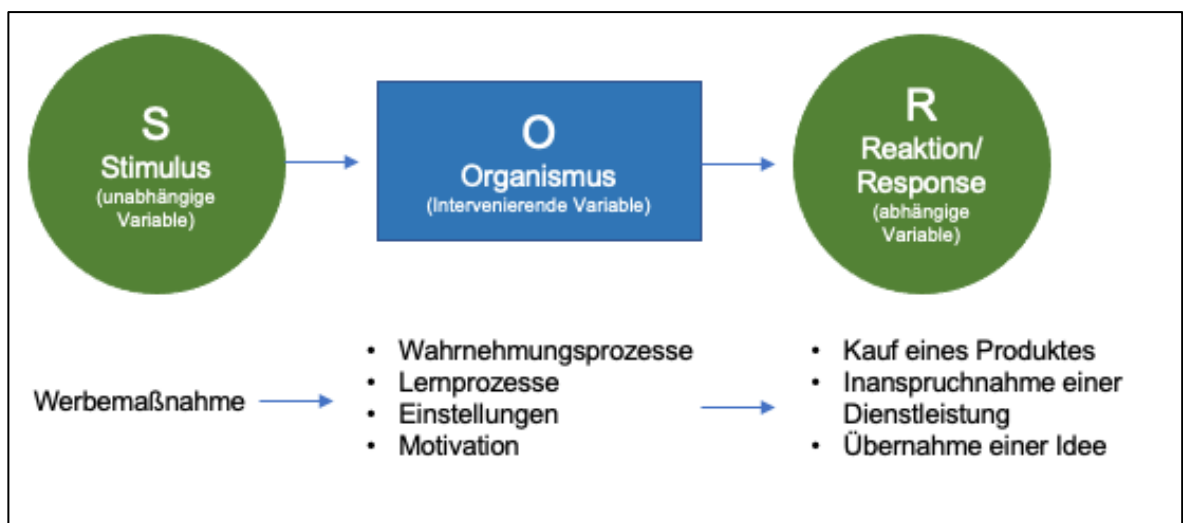 S
Stimulus
(unabhängige
Variable)
O
Organismus
(Intervenierende Variable)
R
Reaktion/
Response
(abhängige
Variable)
Werbemaßnahme
• Wahrnehmungsprozesse
• Lernprozesse
• Einstellungen
• Motivation
• Kauf eines Produktes
• Inanspruchnahme einer
Dienstleistung
• Übernahme einer Idee